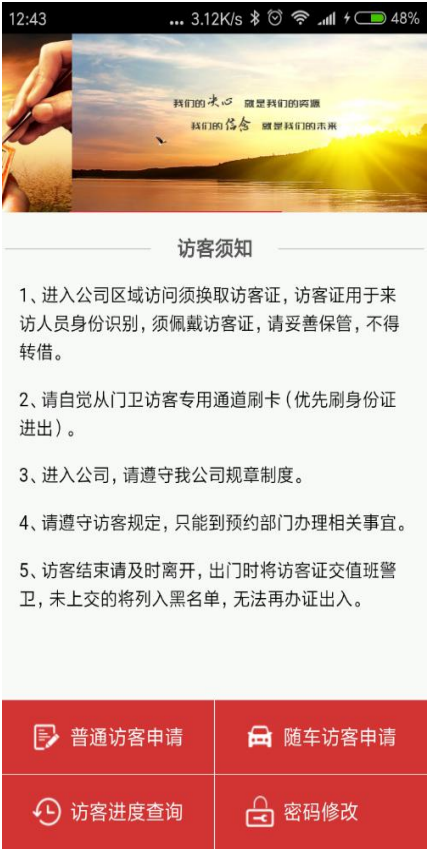 12:43 ... 3.12K/s 48%
我们的决心 就是我们的资源
我们的信念 就是我们的未来
访客须知
1、进入公司区域访问须换取访客证，访客证用于来
访人员身份识别，须佩戴访客证，请妥善保管，不得
转借。
2、请自觉从门卫访客专用通道刷卡（优先刷身份证
进出）。
3、进入公司，请遵守我公司规章制度。
4、请遵守访客规定，只能到预约部门办理相关事宜。
5、访客结束请及时离开，出门时将访客证交值班警
卫，未上交的将列入黑名单，无法再办证出入。
普通访客申请
随车访客申请
访客进度查询
密码修改